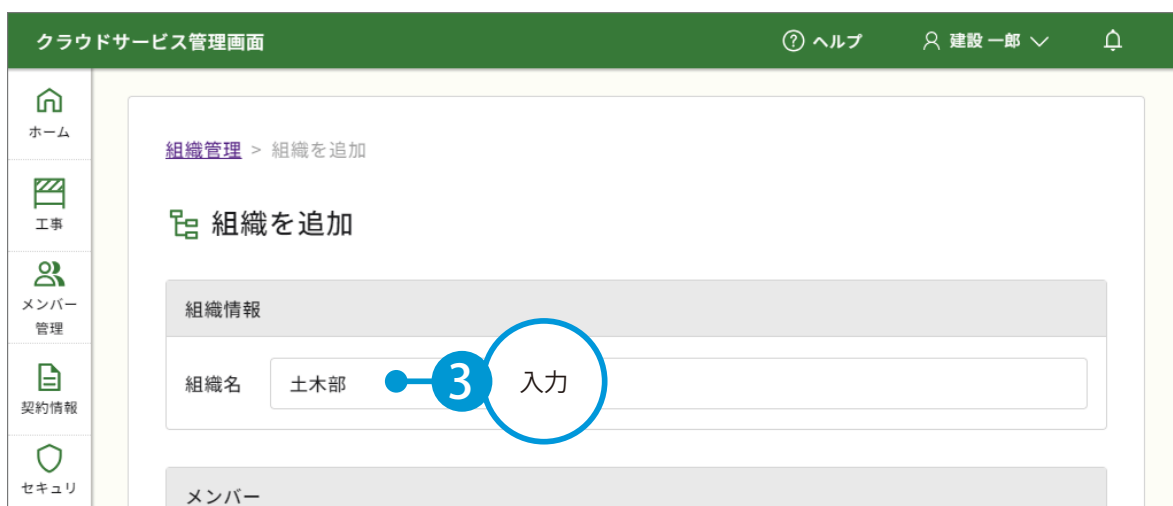 クラウドサービス管理画面
ヘルプ
建設 一郎
ホーム
工事
メンバー
管理
契約情報
セキュリ
組織管理 > 組織を追加
組織を追加
組織情報
組織名
土木部
3
入力
メンバー